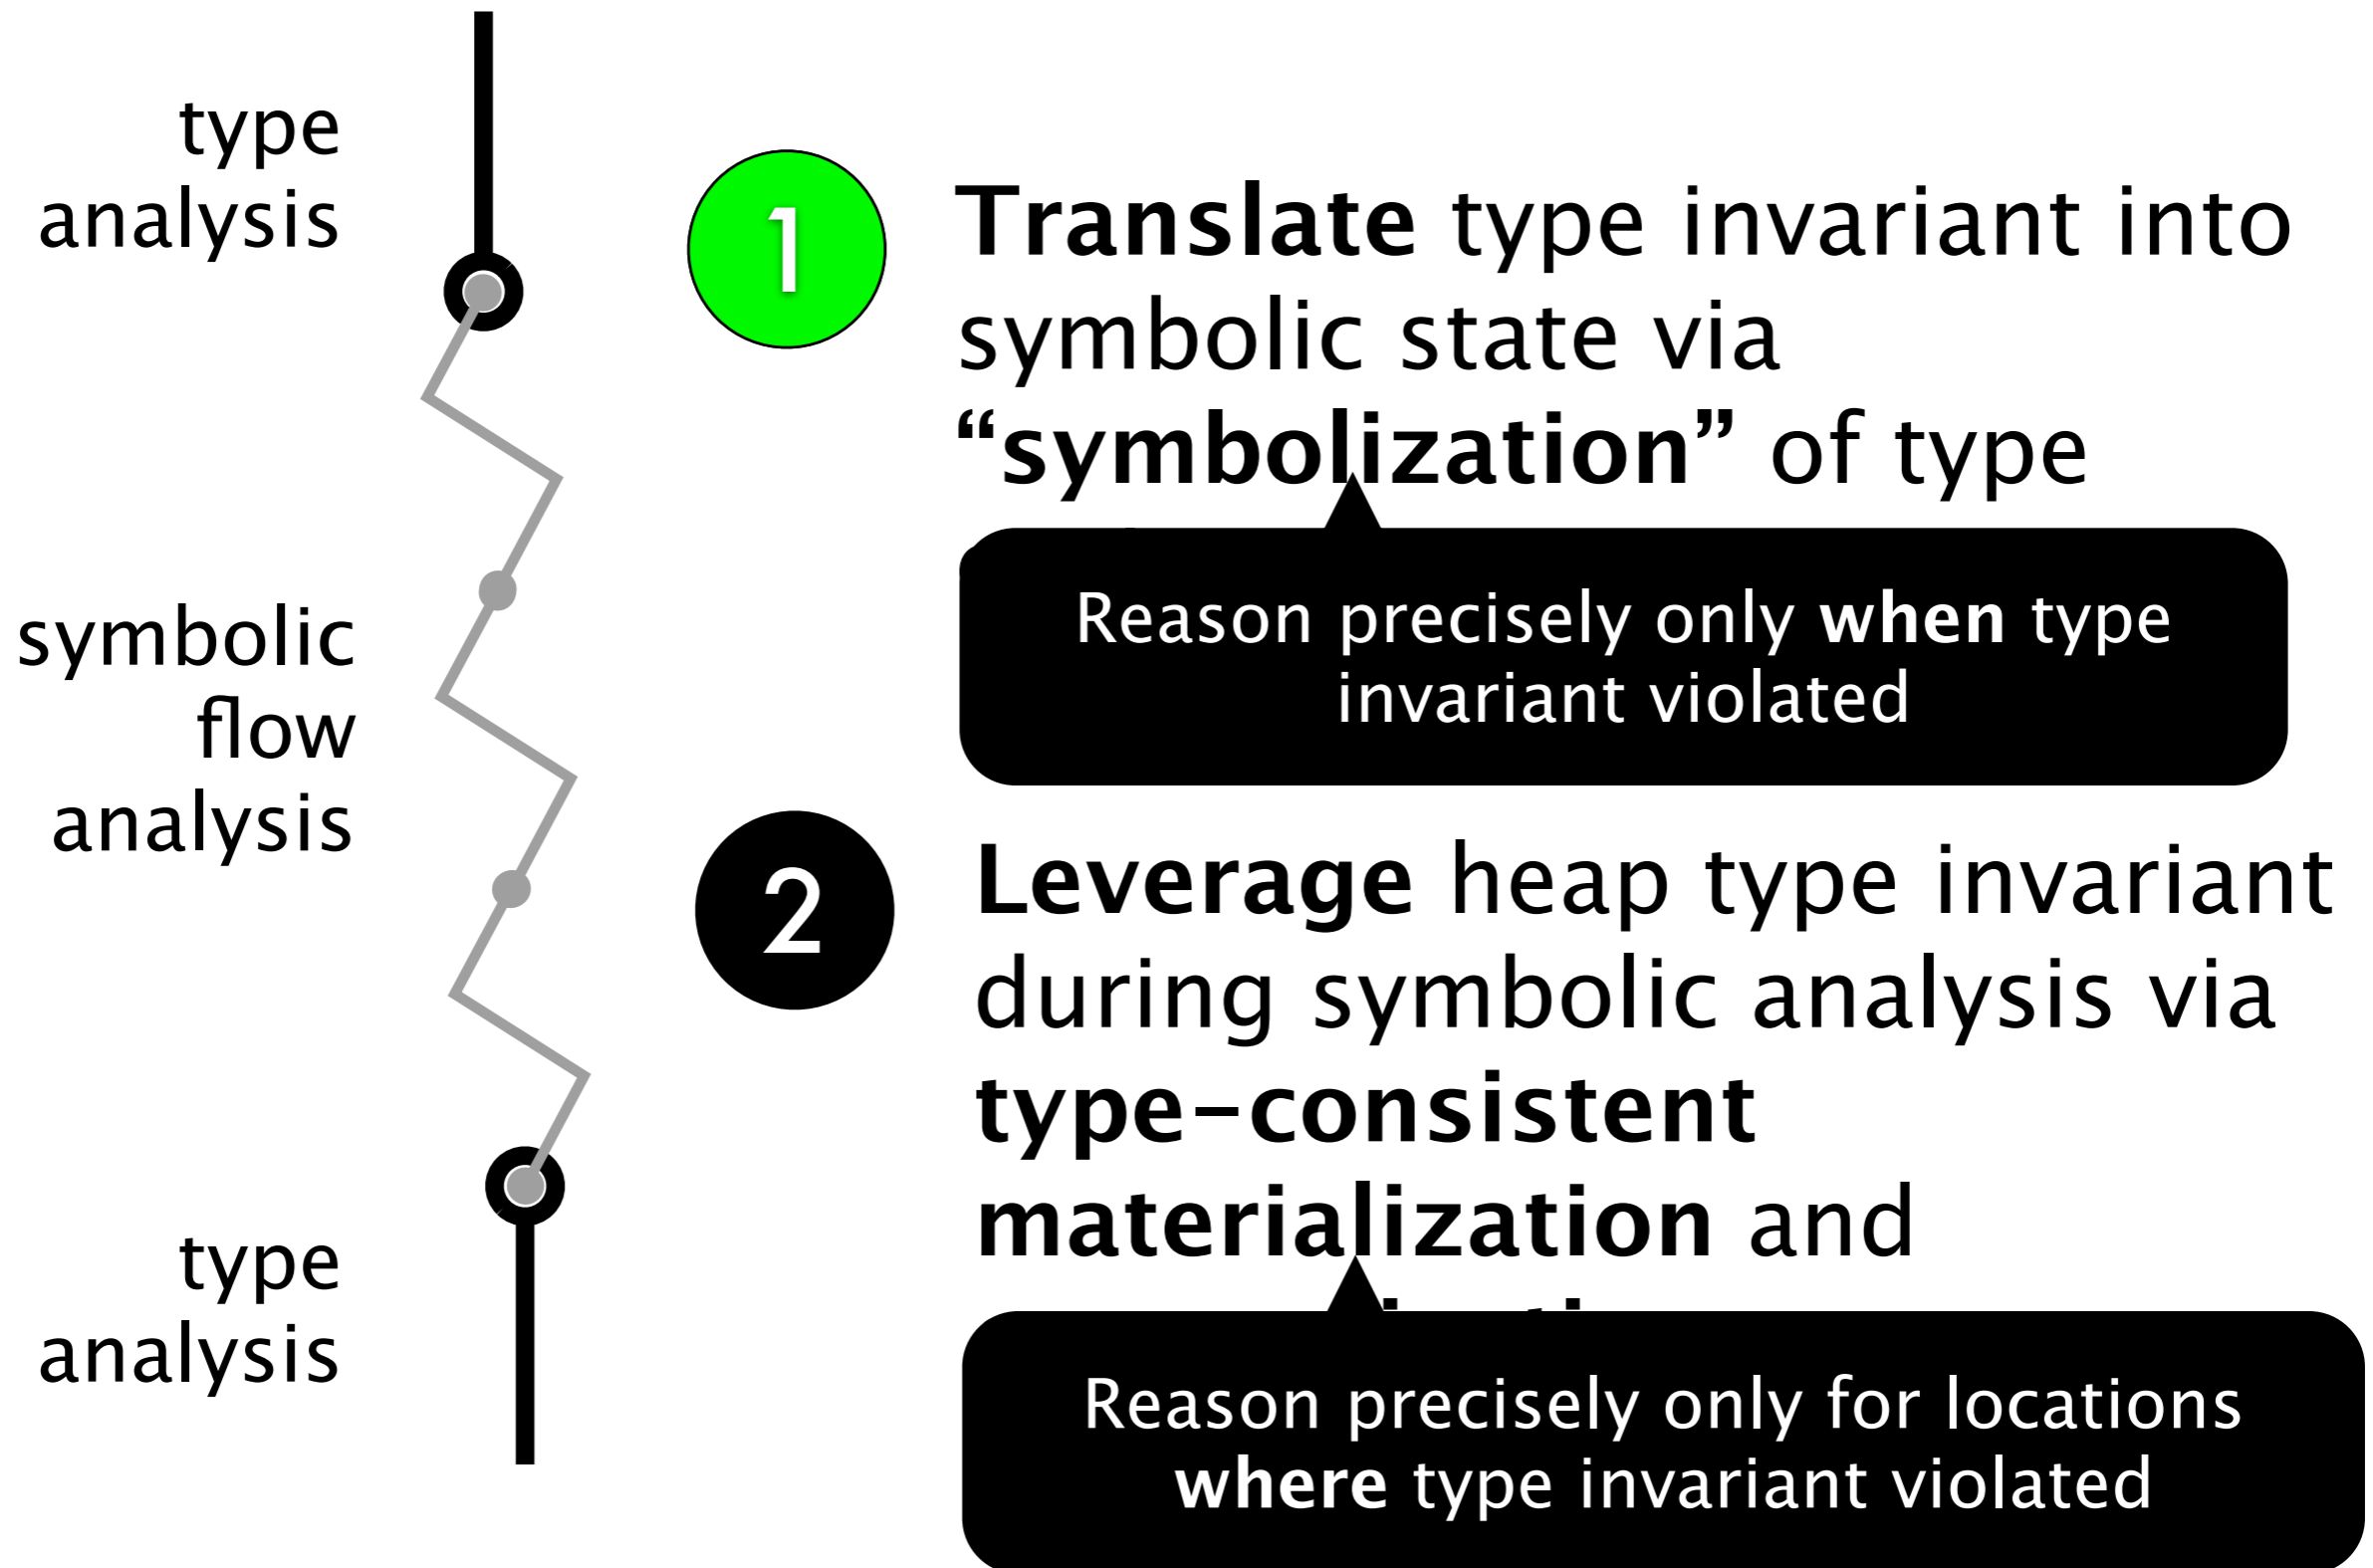 type
analysis
1
Translate type invariant into
symbolic state via
“symbolization” of type
Reason precisely only when type
invariant violated
symbolic
flow
analysis
2
Leverage heap type invariant
during symbolic analysis via
type-consistent
materialization and
type
analysis
Reason precisely only for locations
where type invariant violated